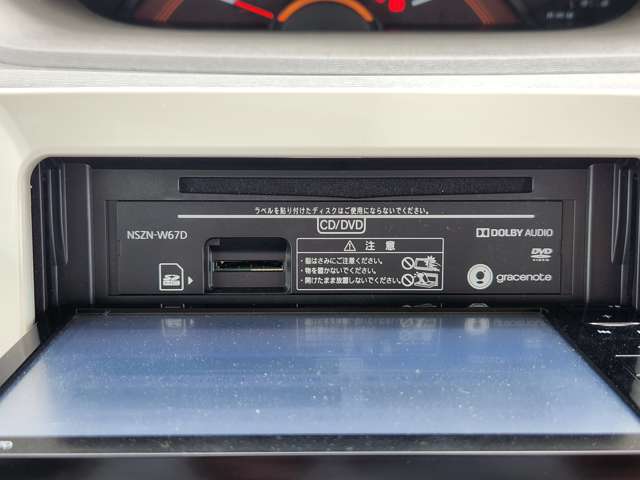 ラベルを貼り付けたディスクはご使用にならないでください。
CD/DVD
NSZN-W67D
DOLBY AUDIO
注 意
・指はさみにご注意ください。
・物を置かないでください。
・開けたまま放置しないでください。
DVD
SD
gracenote